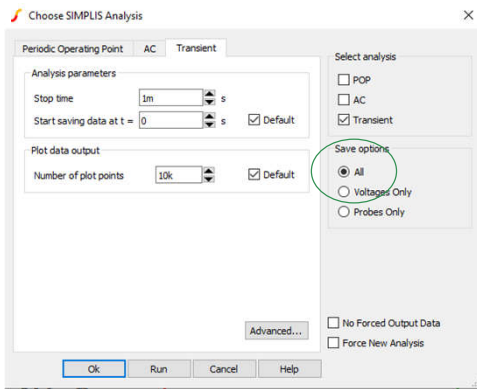 Choose SIMPLIS Analysis
Periodic Operating Point AC Transient
Analysis parameters
Stop time 1m s
Start saving data at t = 0 s Default
Plot data output
Number of plot points 10k Default
Advanced...
Select analysis
POP
AC
Transient
Save options
All
Voltages Only
Probes Only
No Forced Output Data
Force New Analysis
Ok Run Cancel Help